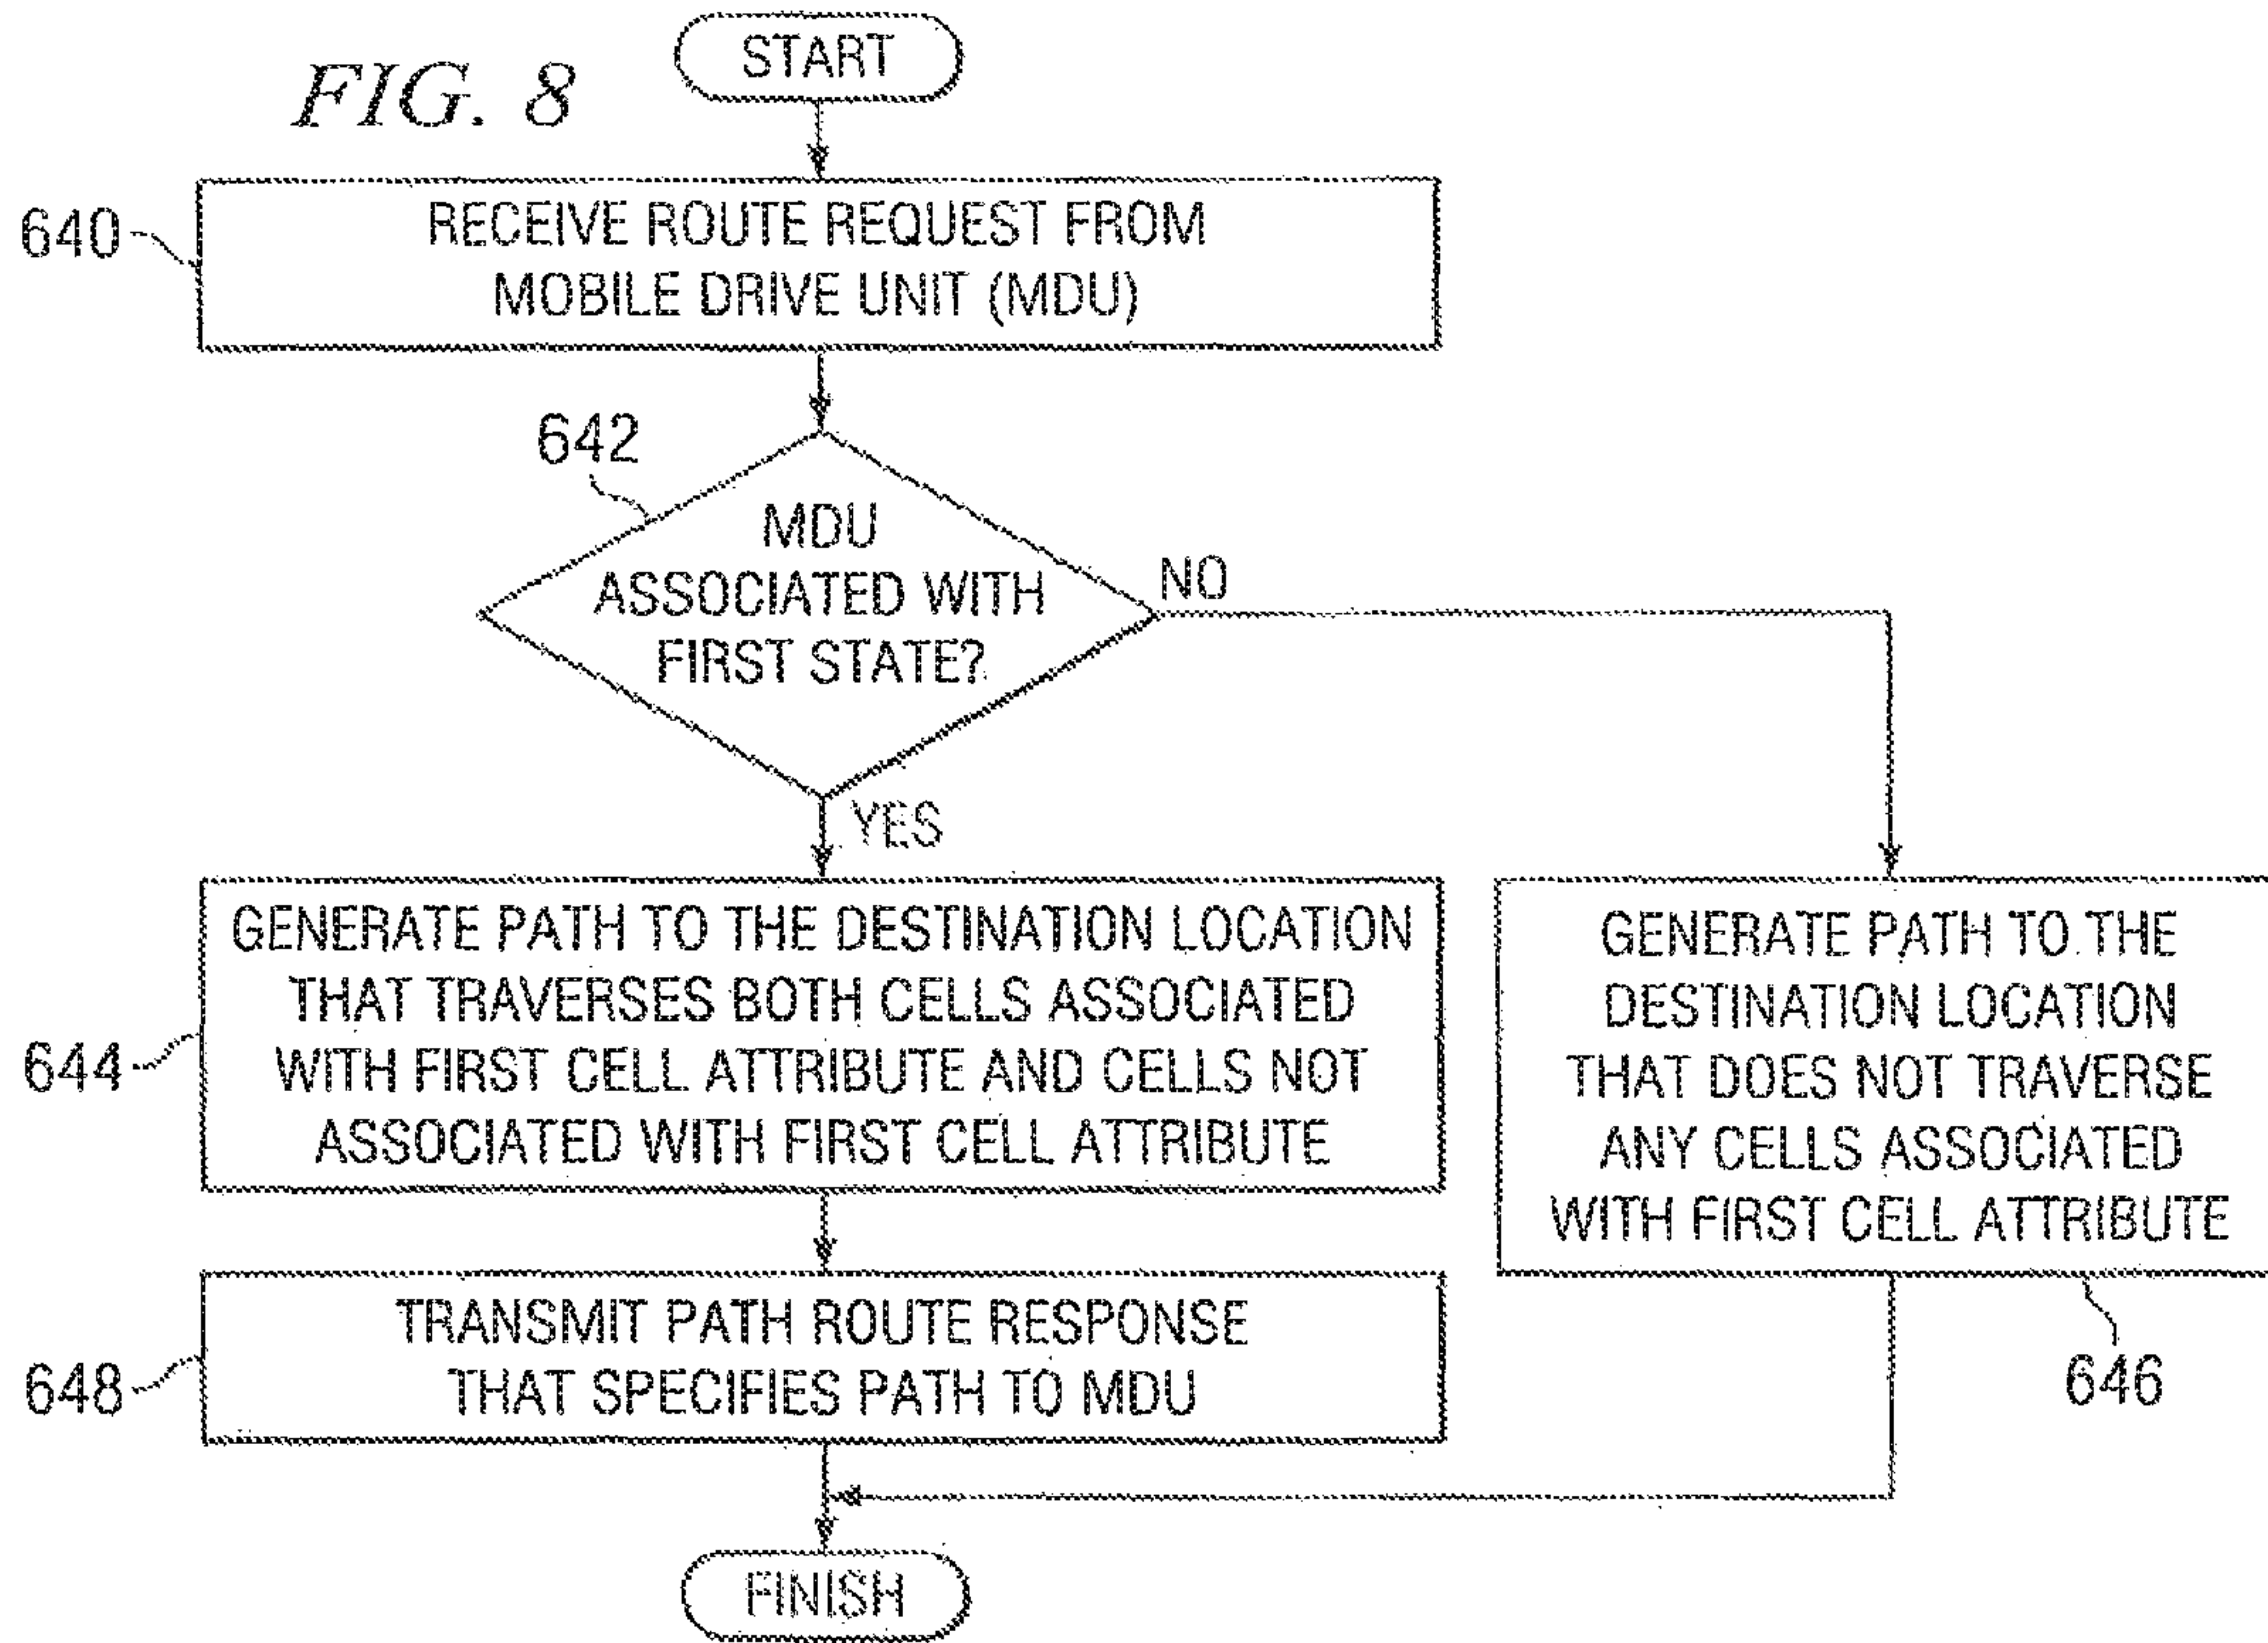 FIG. 8
START
640
RECEIVE ROUTE REQUEST FROM
MOBILE DRIVE UNIT (MDU)
642
MDU
ASSOCIATED WITH
FIRST STATE?
NO
YES
644
GENERATE PATH TO THE DESTINATION LOCATION
THAT TRAVERSES BOTH CELLS ASSOCIATED
WITH FIRST CELL ATTRIBUTE AND CELLS NOT
ASSOCIATED WITH FIRST CELL ATTRIBUTE
GENERATE PATH TO THE
DESTINATION LOCATION
THAT DOES NOT TRAVERSE
ANY CELLS ASSOCIATED
WITH FIRST CELL ATTRIBUTE
646
648
TRANSMIT PATH ROUTE RESPONSE
THAT SPECIFIES PATH TO MDU
FINISH